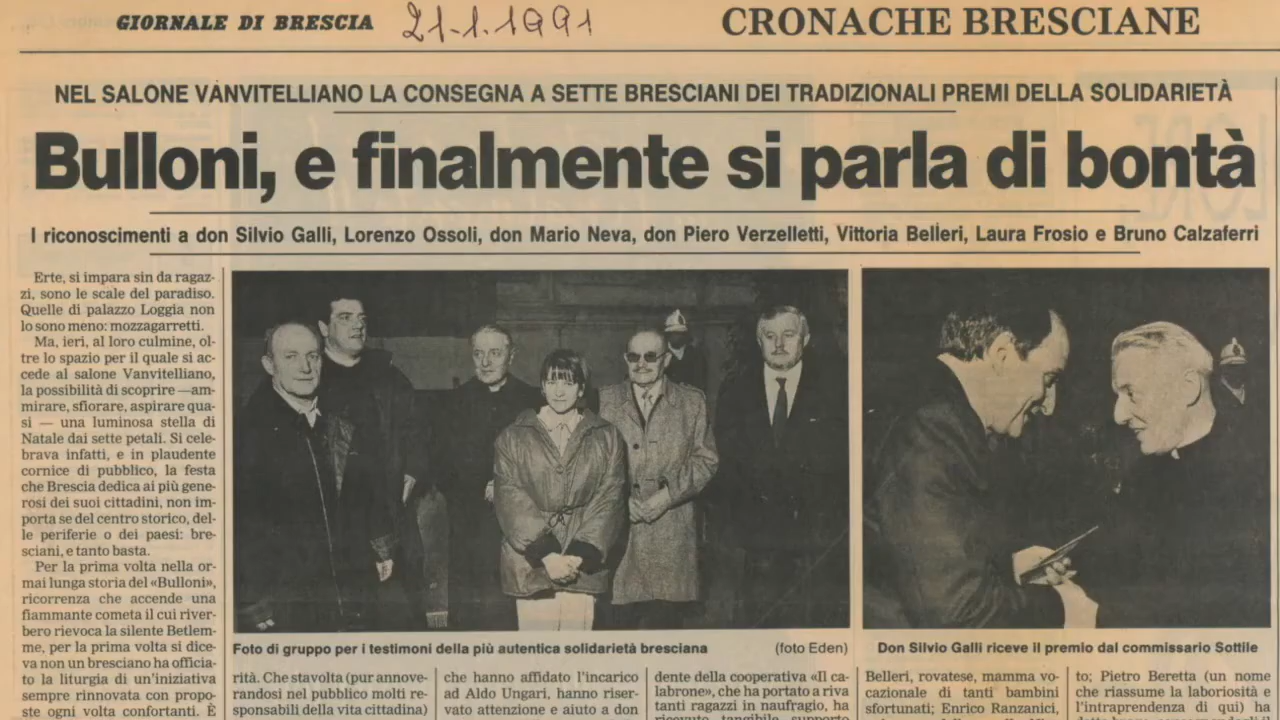 GIORNALE DI BRESCIA
21-1.1991
CRONACHE BRESCIANE
NEL SALONE VANVITELLIANO LA CONSEGNA A SETTE BRESCIANI DEI TRADIZIONALI PREMI DELLA SOLIDARIETÀ
Bulloni, e finalmente si parla di bontà
I riconoscimenti a don Silvio Galli, Lorenzo Ossoli, don Mario Neva, don Piero Verzelletti, Vittoria Belleri, Laura Frosio e Bruno Calzaferri
Erte, si impara sin da ragaz-
zi, sono le scale del paradiso.
Quelle di palazzo Loggia non
lo sono meno: mozzagarretti.
Ma, ieri, al loro culmine, ol-
tre lo spazio per il quale si ac-
cede al salone Vanvitelliano,
la possibilità di scoprire —am-
mirare, sfiorare, aspirare qua-
si — una luminosa stella di
Natale dai sette petali. Si cele-
brava infatti, e in plaudente
cornice di pubblico, la festa
che Brescia dedica ai più gene-
rosi dei suoi cittadini, non im-
porta se del centro storico, del-
le periferie o dei paesi: bre-
sciani, e tanto basta.
Per la prima volta nella or-
mai lunga storia del «Bulloni»,
ricorrenza che accende una
fiammante cometa il cui river-
bero rievoca la silente Betlem-
me, per la prima volta si dice-
va non un bresciano ha officia-
to la liturgia di un'iniziativa
sempre rinnovata con propo-
ste ogni volta confortanti. È
Foto di gruppo per i testimoni della più autentica solidarietà bresciana
(foto Eden)
Don Silvio Galli riceve il premio dal commissario Sottile
rità. Che stavolta (pur annove-
randosi nel pubblico molti re-
sponsabili della vita cittadina)
che hanno affidato l'incarico
ad Aldo Ungari, hanno riser-
vato attenzione e aiuto a don
dente della cooperativa «Il ca-
labrone», che ha portato a riva
tanti ragazzi in naufragio, ha
ricevuto tangibile supporto
Belleri, rovatese, mamma vo-
cazionale di tanti bambini
sfortunati; Enrico Ranzanici,
to; Pietro Beretta (un nome
che riassume la laboriosità e
l'intraprendenza di qui) ha